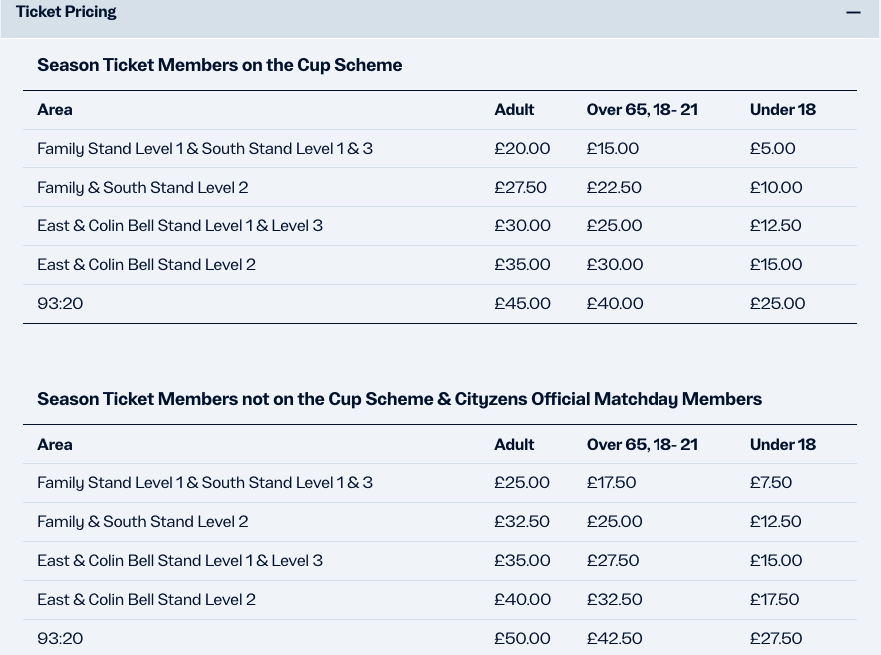 Ticket Pricing
Season Ticket Members on the Cup Scheme
Area Adult Over 65, 18- 21 Under 18
Family Stand Level 1 & South Stand Level 1 & 3 £20.00 £15.00 £5.00
Family & South Stand Level 2 £27.50 £22.50 £10.00
East & Colin Bell Stand Level 1 & Level 3 £30.00 £25.00 £12.50
East & Colin Bell Stand Level 2 £35.00 £30.00 £15.00
93:20 £45.00 £40.00 £25.00
Season Ticket Members not on the Cup Scheme & Cityzens Official Matchday Members
Area Adult Over 65, 18- 21 Under 18
Family Stand Level 1 & South Stand Level 1 & 3 £25.00 £17.50 £7.50
Family & South Stand Level 2 £32.50 £25.00 £12.50
East & Colin Bell Stand Level 1 & Level 3 £35.00 £27.50 £15.00
East & Colin Bell Stand Level 2 £40.00 £32.50 £17.50
93:20 £50.00 £42.50 £27.50